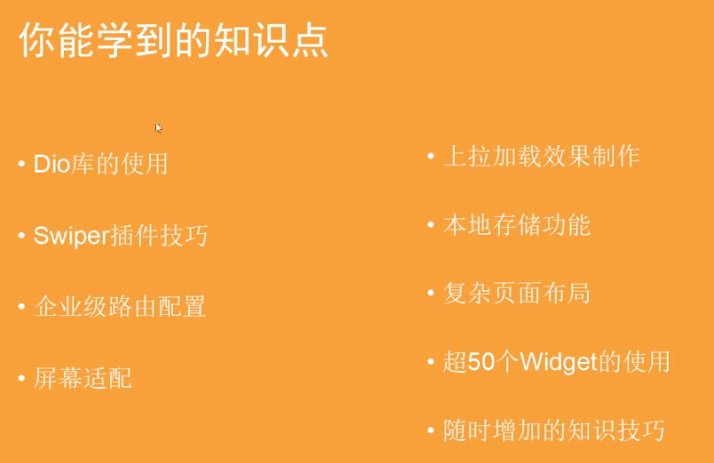 你能学到的知识点
• Dio库的使用
• Swiper插件技巧
• 企业级路由配置
• 屏幕适配
• 上拉加载效果制作
• 本地存储功能
• 复杂页面布局
• 超50个Widget的使用
• 随时增加的知识技巧